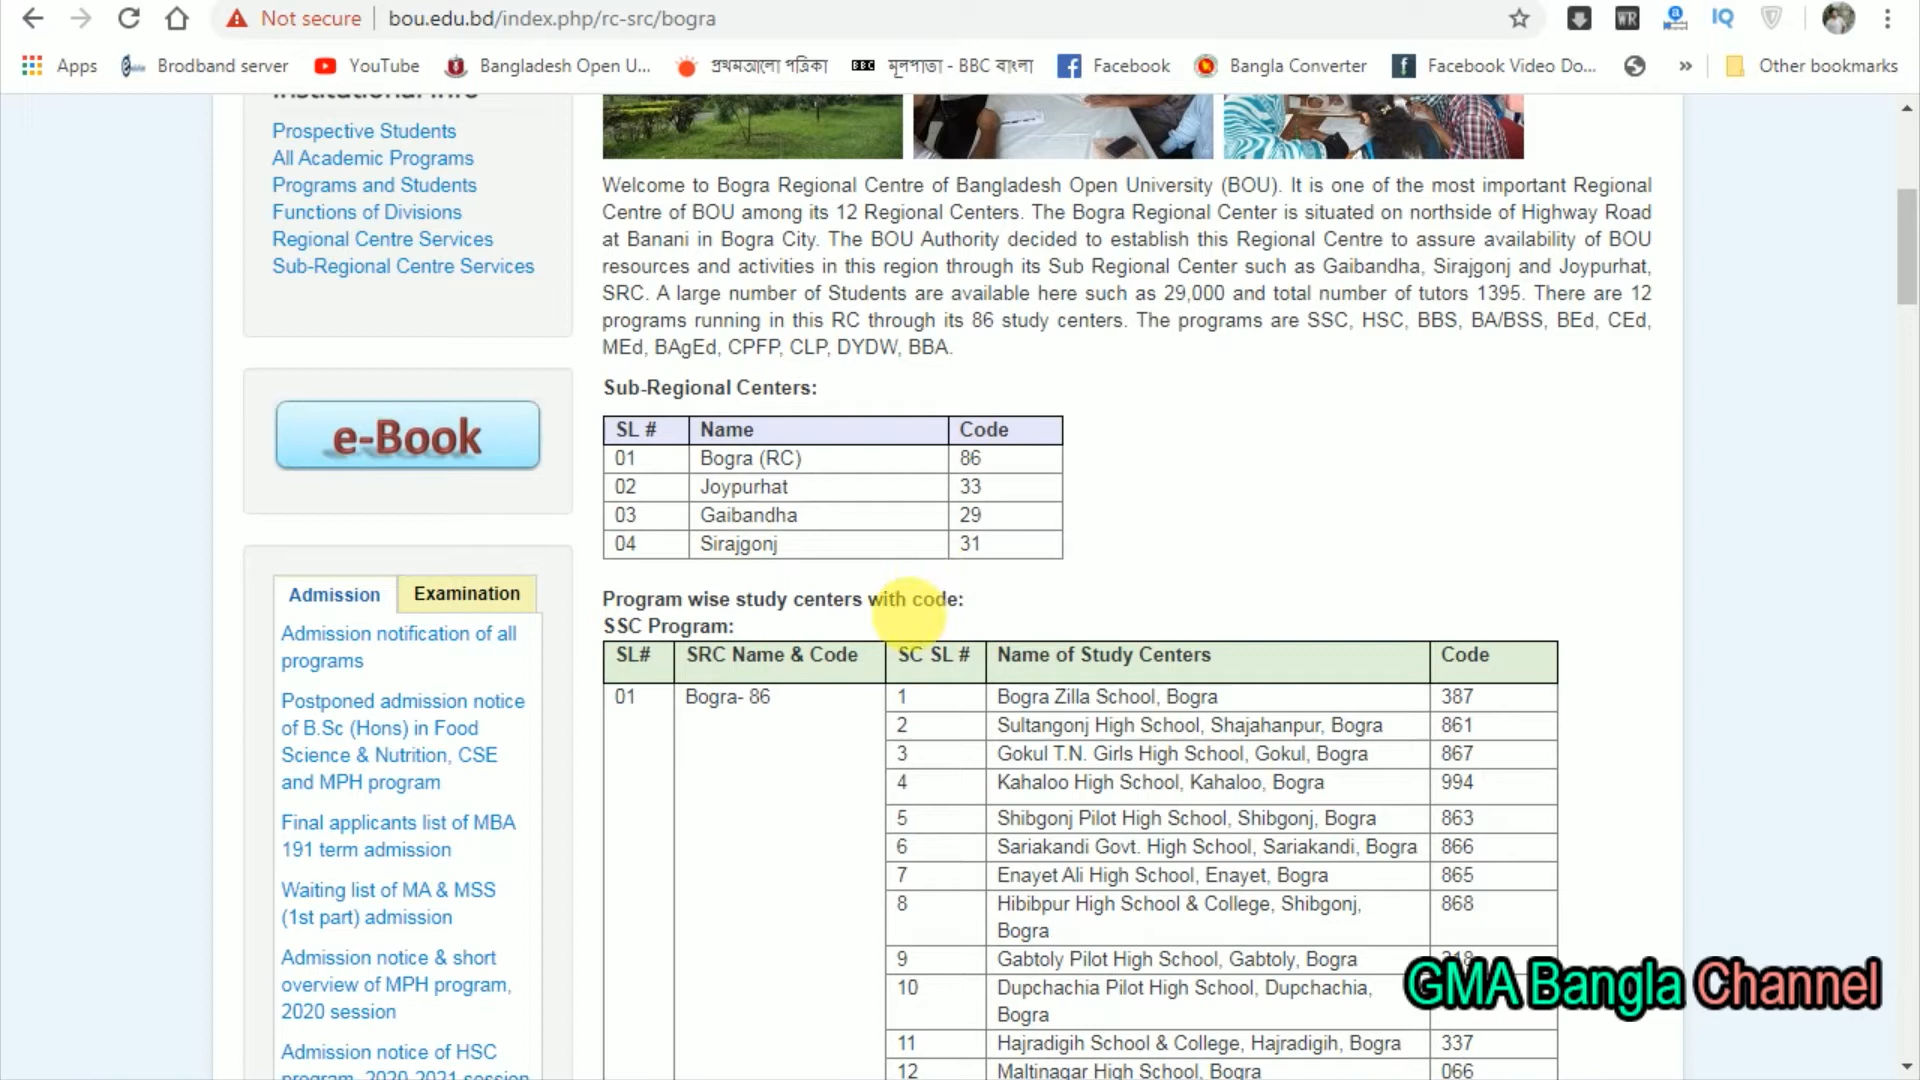 Not secure | bou.edu.bd/index.php/rc-src/bogra
WR
a
IQ
Apps Brodband server YouTube Bangladesh Open U... প্রথমআলো পত্রিকা BBC মূলপাতা - BBC বাংলা Facebook Bangla Converter Facebook Video Do... » Other bookmarks
Institutional Info
Prospective Students
All Academic Programs
Programs and Students
Functions of Divisions
Regional Centre Services
Sub-Regional Centre Services
e-Book
Admission Examination
Admission notification of all
programs
Postponed admission notice
of B.Sc (Hons) in Food
Science & Nutrition, CSE
and MPH program
Final applicants list of MBA
191 term admission
Waiting list of MA & MSS
(1st part) admission
Admission notice & short
overview of MPH program,
2020 session
Admission notice of HSC
program, 2020-2021 session
Welcome to Bogra Regional Centre of Bangladesh Open University (BOU). It is one of the most important Regional
Centre of BOU among its 12 Regional Centers. The Bogra Regional Center is situated on northside of Highway Road
at Banani in Bogra City. The BOU Authority decided to establish this Regional Centre to assure availability of BOU
resources and activities in this region through its Sub Regional Center such as Gaibandha, Sirajgonj and Joypurhat,
SRC. A large number of Students are available here such as 29,000 and total number of tutors 1395. There are 12
programs running in this RC through its 86 study centers. The programs are SSC, HSC, BBS, BA/BSS, BEd, CEd,
MEd, BAgEd, CPFP, CLP, DYDW, BBA.
Sub-Regional Centers:
SL # Name Code
01 Bogra (RC) 86
02 Joypurhat 33
03 Gaibandha 29
04 Sirajgonj 31
Program wise study centers with code:
SSC Program:
SL# SRC Name & Code SC SL # Name of Study Centers Code
01 Bogra- 86 1 Bogra Zilla School, Bogra 387
2 Sultangonj High School, Shajahanpur, Bogra 861
3 Gokul T.N. Girls High School, Gokul, Bogra 867
4 Kahaloo High School, Kahaloo, Bogra 994
5 Shibgonj Pilot High School, Shibgonj, Bogra 863
6 Sariakandi Govt. High School, Sariakandi, Bogra 866
7 Enayet Ali High School, Enayet, Bogra 865
8 Hibibpur High School & College, Shibgonj, 868
Bogra
9 Gabtoly Pilot High School, Gabtoly, Bogra
10 Dupchachia Pilot High School, Dupchachia,
Bogra
11 Hajradigih School & College, Hajradigih, Bogra 337
12 Maltinagar High School, Bogra 066
GMA Bangla Channel